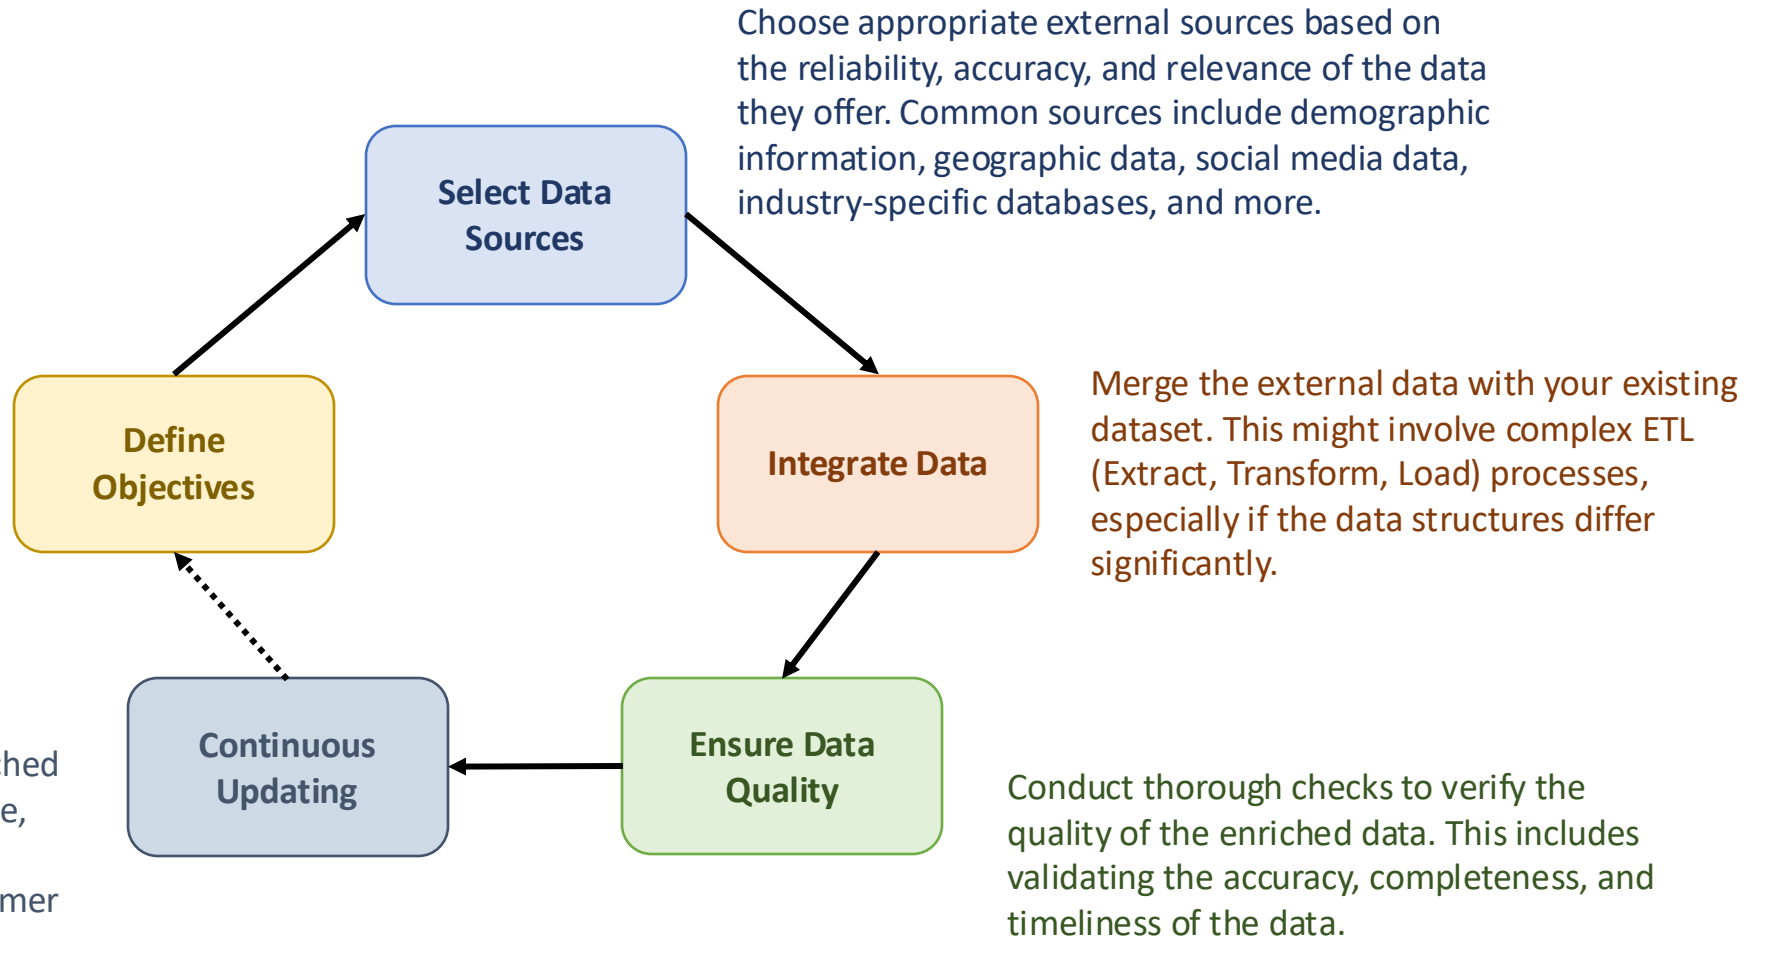 Choose appropriate external sources based on
the reliability, accuracy, and relevance of the data
they offer. Common sources include demographic
information, geographic data, social media data,
industry-specific databases, and more.
Select Data
Sources
Define
Objectives
Integrate Data
Merge the external data with your existing
dataset. This might involve complex ETL
(Extract, Transform, Load) processes,
especially if the data structures differ
significantly.
Continuous
Updating
Ensure Data
Quality
Conduct thorough checks to verify the
quality of the enriched data. This includes
validating the accuracy, completeness, and
timeliness of the data.